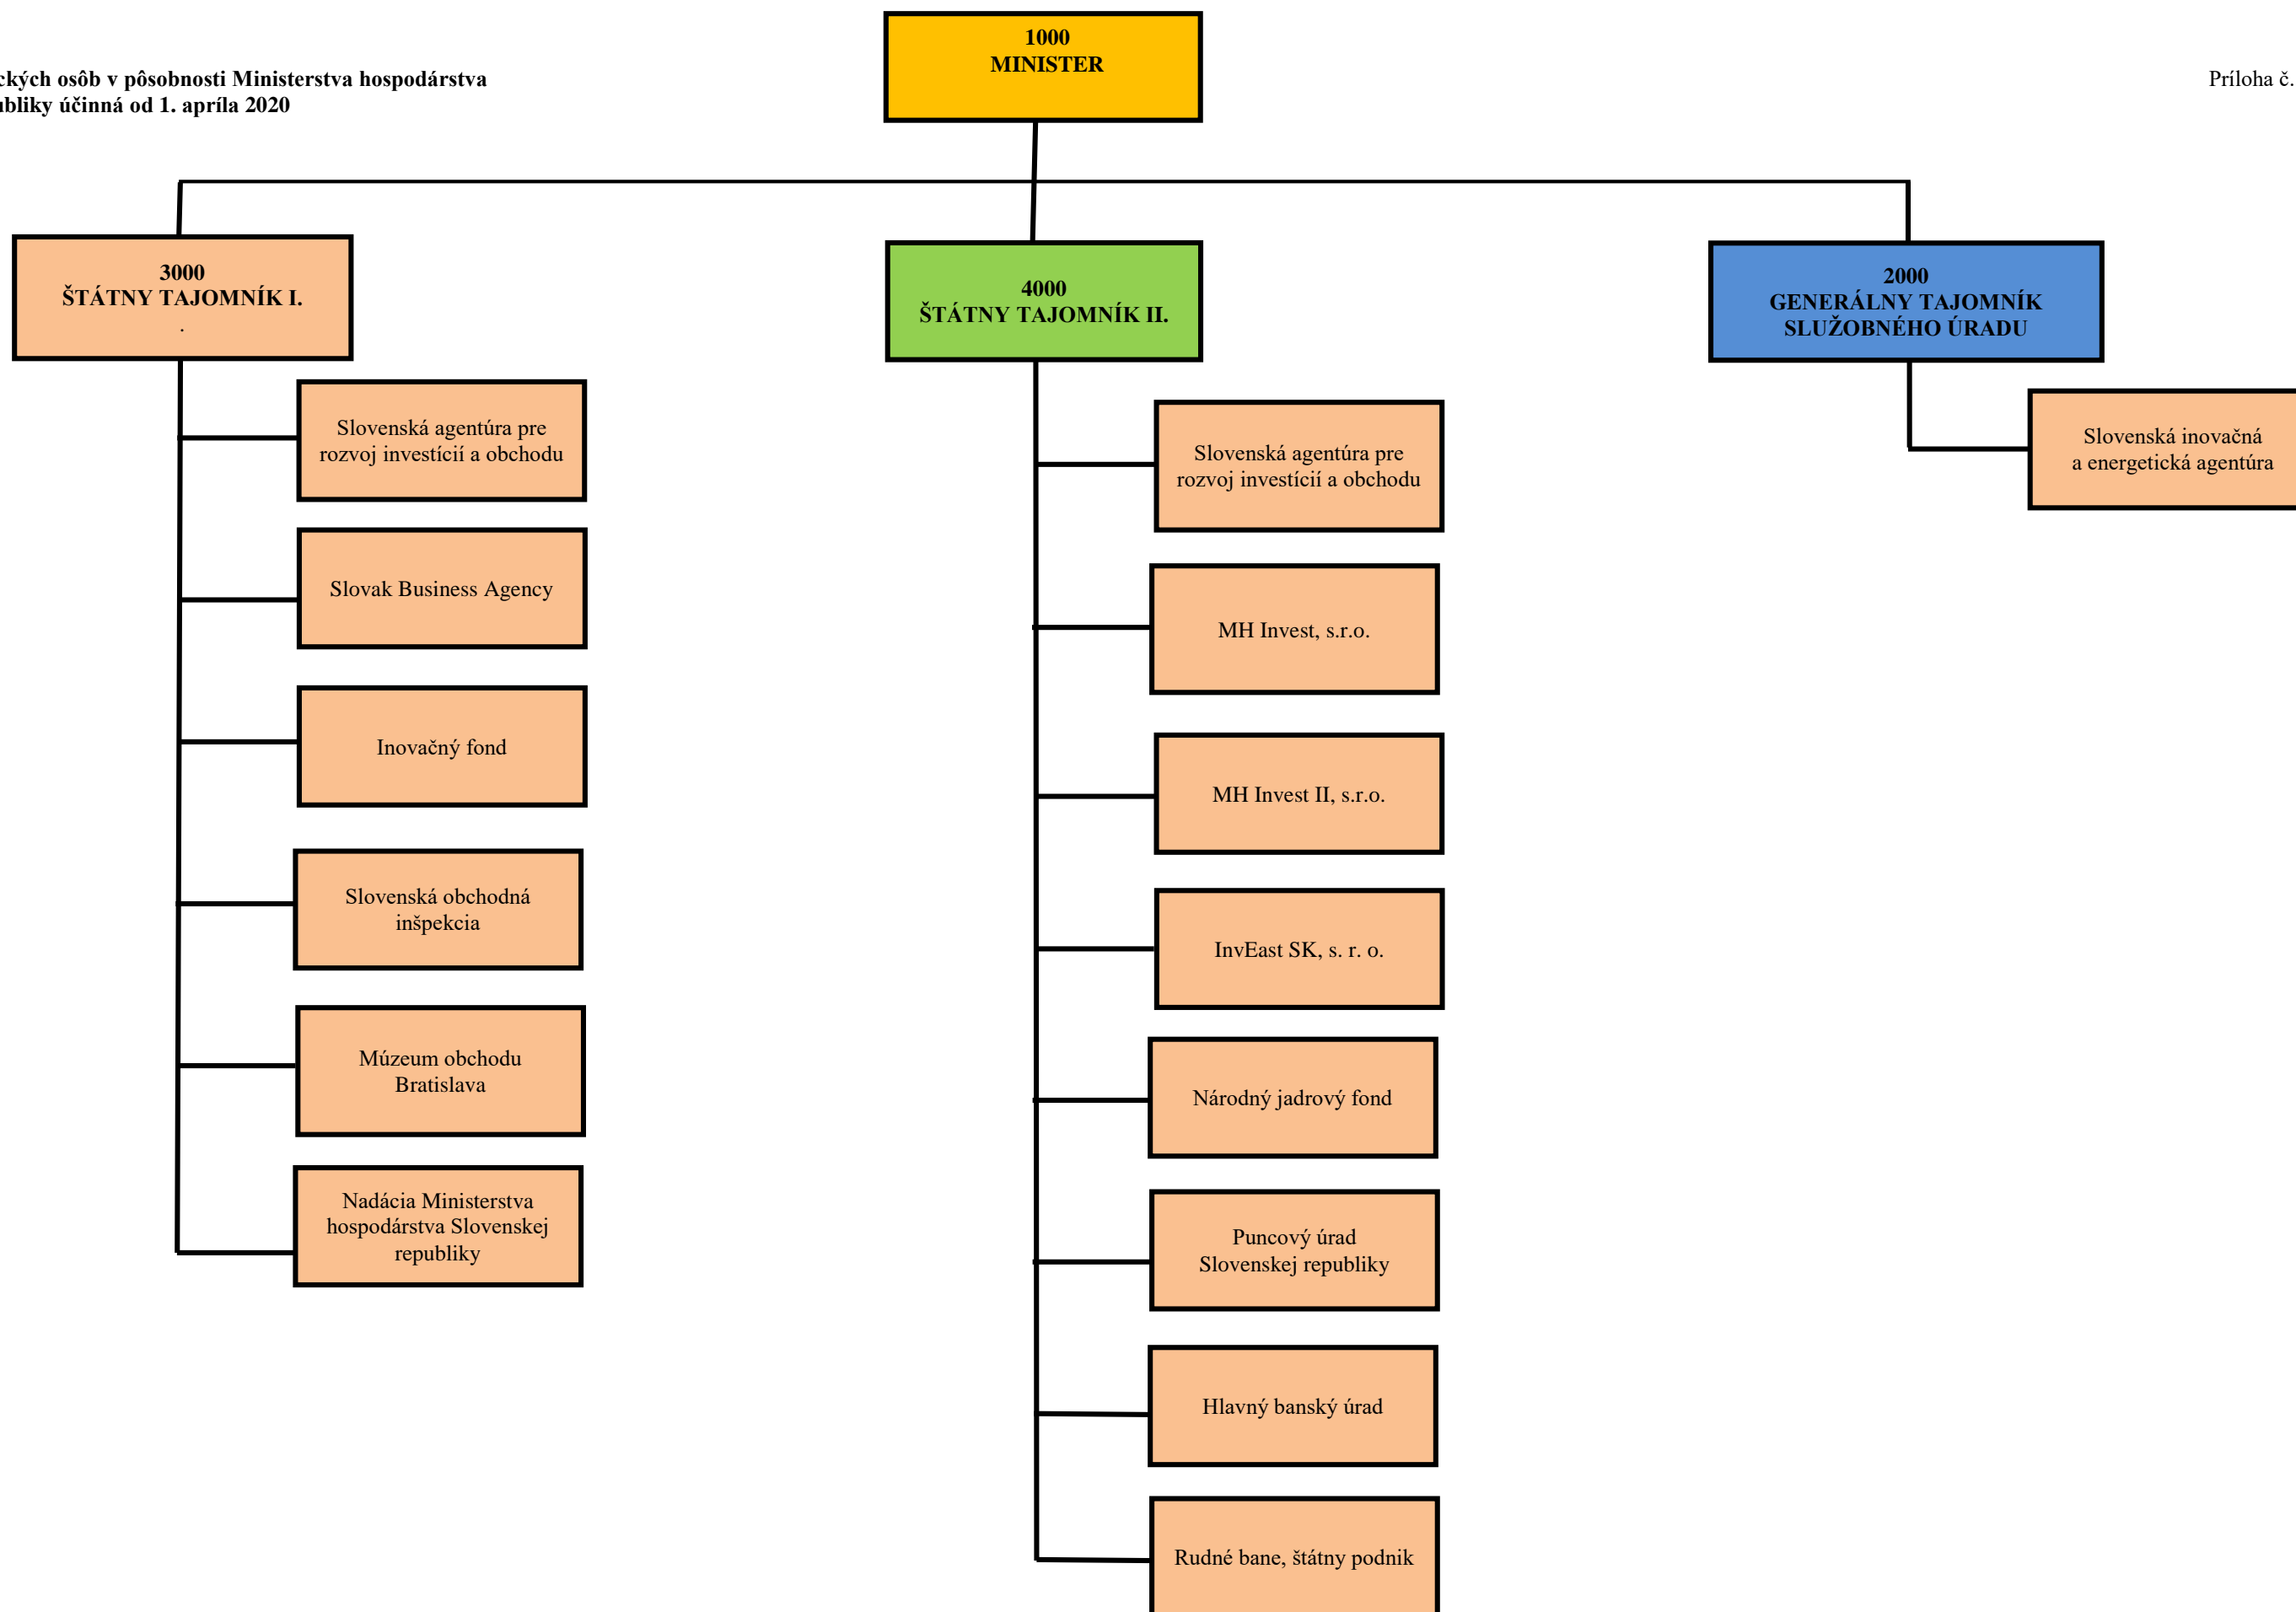 1000
MINISTER
ckých osôb v pôsobnosti Ministerstva hospodárstva
ubliky účinná od 1. apríla 2020
Príloha č.
3000
ŠTÁTNY TAJOMNÍK I.
.
4000
ŠTÁTNY TAJOMNÍK II.
2000
GENERÁLNY TAJOMNÍK
SLUŽOBNÉHO ÚRADU
Slovenská agentúra pre
rozvoj investícií a obchodu
Slovak Business Agency
Inovačný fond
Slovenská obchodná
inšpekcia
Múzeum obchodu
Bratislava
Nadácia Ministerstva
hospodárstva Slovenskej
republiky
Slovenská agentúra pre
rozvoj investícií a obchodu
MH Invest, s.r.o.
MH Invest II, s.r.o.
InvEast SK, s. r. o.
Národný jadrový fond
Puncový úrad
Slovenskej republiky
Hlavný banský úrad
Rudné bane, štátny podnik
Slovenská inovačná
a energetická agentúra